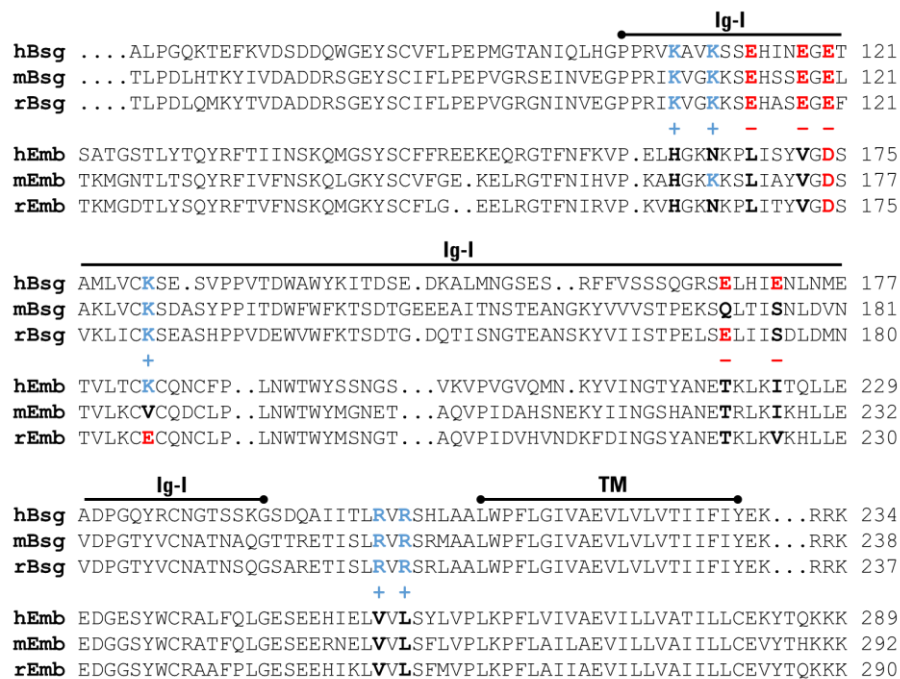 Ig-I
hBsg ....ALPGQKTEFKVDSDDQWGEYSCVFLPEPMGTANIQLHGPPRVKAVKSSEHINEGET 121
mBsg ....TLPDLHTKYIVDADDRSGEYSCIFLPEPVGRSEINVEGPPRIKVGKKSEHSSEGEL 121
rBsg ....TLPDLQMKYTVDADDRSGEYSCIFLPEPVGRGNINVEGPPRIKVGKKSEHASEGEF 121
+ + − − −
hEmb SATGSTLYTQYRFTIINSKQMGSYSCFFREEKEQRGTFNFKVP.ELHGKNKPLISYVGDS 175
mEmb TKMGNTLTSQYRFKIVNSKQLGKYSCVFGE.KELRGTFNIHVP.KAHGKKKSLIAYVGDS 177
rEmb TKMGDTLYSQYRFTVFNSKQMGKYSCFLG..EELRGTFNIRVP.KVHGKNKPLITYVGDS 175
Ig-I
hBsg AMLVCKSE.SVPPVTDWAWYKITDSE.DKALMNGSES..RFFVSSSQGRSELHIENLNME 177
mBsg AKLVCKSDASYPPITDWFWFKTSDTGEEEAITNSTEANGKYVVVSTPEKSQLTISNLDVN 181
rBsg VKLICKSEASHPPVDEWVWFKTSDTG.DQTISNGTEANSKYVIISTPELSELIISDLDMN 180
+ − −
hEmb TVLTCKCQNCFP..LNWTWYSSNGS...VKVPVGVQMN.KYVINGTYANETKLKITQLLE 229
mEmb TVLKCVCQDCLP..LNWTWYMGNET...AQVPIDAHSNEKYIINGSHANETRLKIKHLLE 232
rEmb TVLKCECQNCLP..LNWTWYMSNGT...AQVPIDVHVNDKFDINGSYANETKLKVKHLLE 230
Ig-I TM
hBsg ADPGQYRCNGTSSKGSDQAIITLRVRSHLAALWPFLGIVAEVLVLVTIIFIYEK...RRK 234
mBsg VDPGTYVCNATNAQGTTRETISLRVRSRMAALWPFLGIVAEVLVLVTIIFIYEK...RRK 238
rBsg VDPGTYVCNATNSQGSARETISLRVRSRLAALWPFLGIVAEVLVLVTIIFIYEK...RRK 237
+ +
hEmb EDGESYWCRALFQLGESEEHIELVVLSYLVPLKPFLVIVAEVILLVATILLCEKYTQKKK 289
mEmb EDGGSYWCRATFQLGESEERNELVVLSFLVPLKPFLAILAEVILLVAIILLCEVYTHKKK 292
rEmb EDGGSYWCRAAFPLGESEEHIKLVVLSFMVPLKPFLAIIAEVILLVAIILLCEVYTQKKK 290